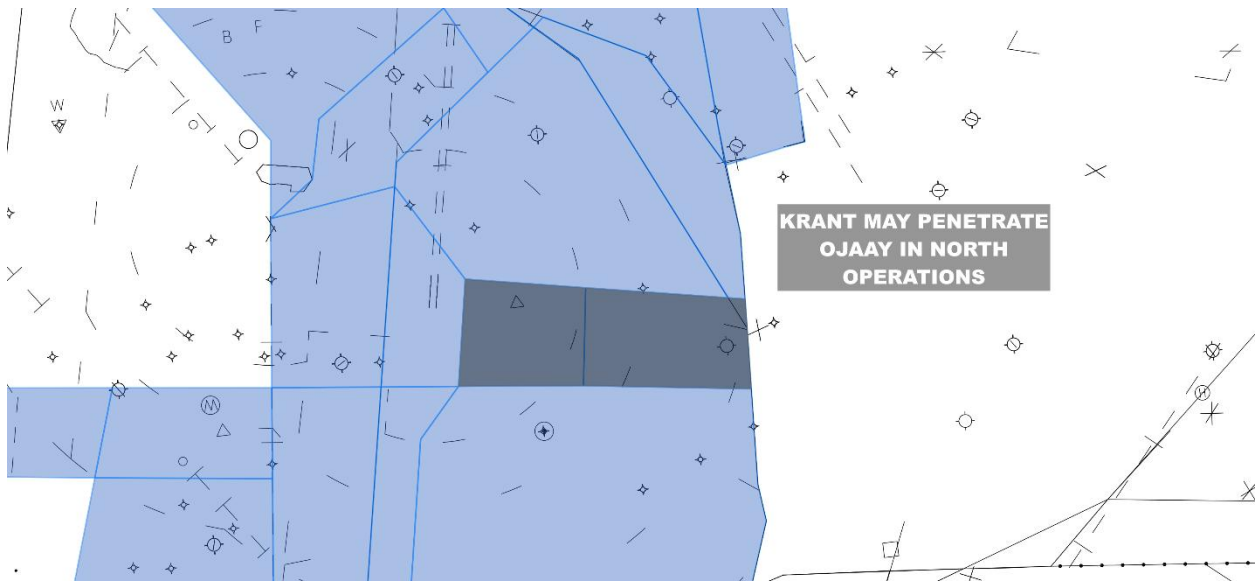 B F
W
KRANT MAY PENETRATE
OJAAY IN NORTH
OPERATIONS
H